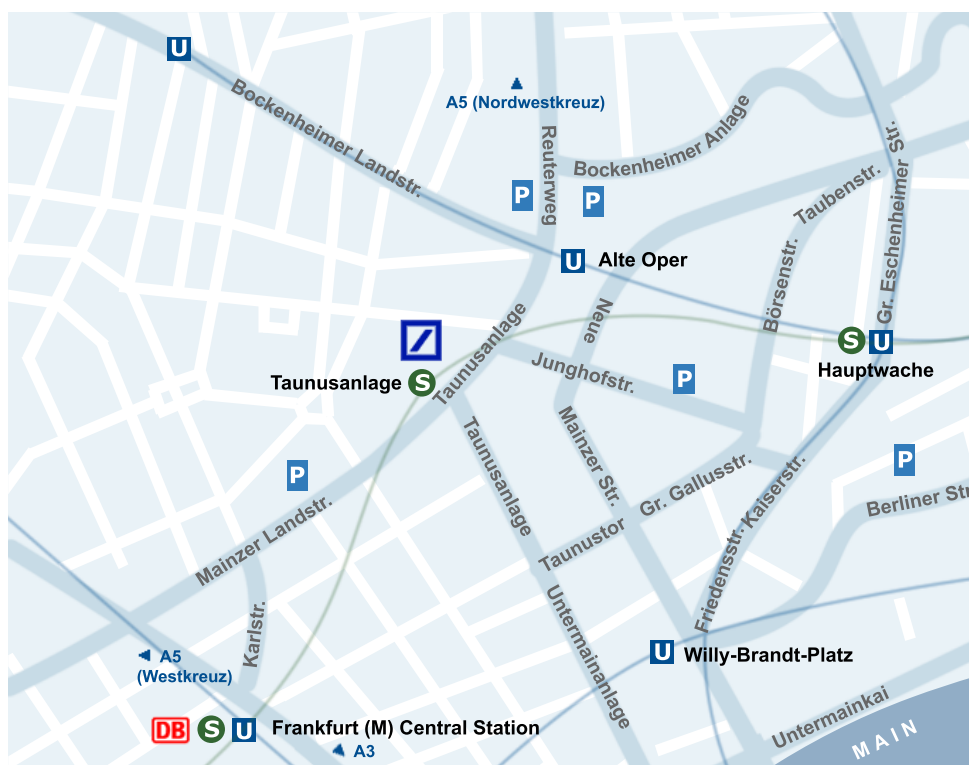 U
Bockenheimer Landstr.
A5 (Nordwestkreuz)
Reuterweg
Bockenheimer Anlage
P
P
Taubenstr.
Gr. Eschenheimer Str.
U Alte Oper
Börsenstr.
Neue
Mainzer Str.
S U
Hauptwache
Taunusanlage
Taunusanlage S
Junghofstr.
P
Taunusanlage
P
P
Berliner Str
Gr. Gallusstr.
Kaiserstr.
Mainzer Landstr.
Taunustor
Friedensstr.
Karlstr.
Untermainanlage
A5
(Westkreuz)
U Willy-Brandt-Platz
DB S U Frankfurt (M) Central Station
A3
Untermainkai
MAIN